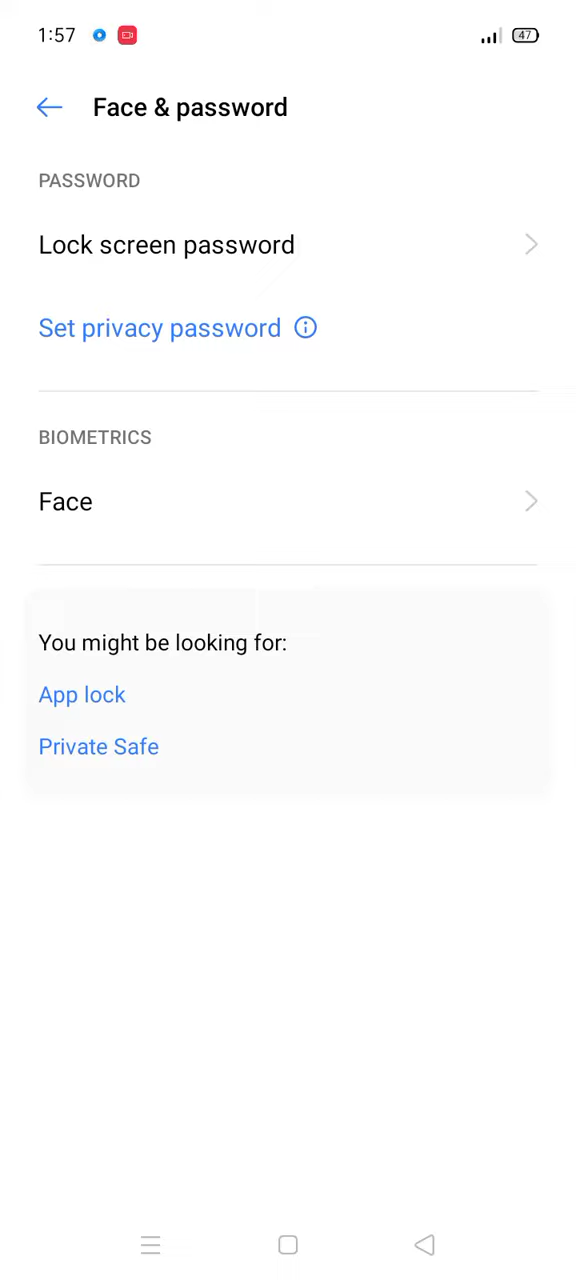 1:57
47
Face & password
PASSWORD
Lock screen password
Set privacy password
BIOMETRICS
Face
You might be looking for:
App lock
Private Safe